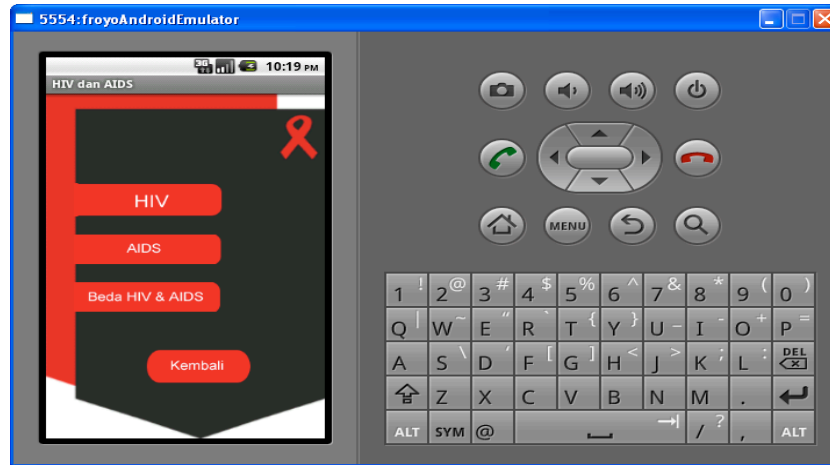 5554:froyoAndroidEmulator
3G 10:19 PM
HIV dan AIDS
HIV
AIDS
Beda HIV & AIDS
Kembali
MENU
1 ! 2 @ 3 # 4 $ 5 % 6 ^ 7 & 8 * 9 ( 0 )
Q | W ~ E " R ` T { Y } U - I - O + P =
A S \ D ' F [ G ] H < J > K ; L : DEL
Z X C V B N M .
ALT SYM @ / ? , ALT